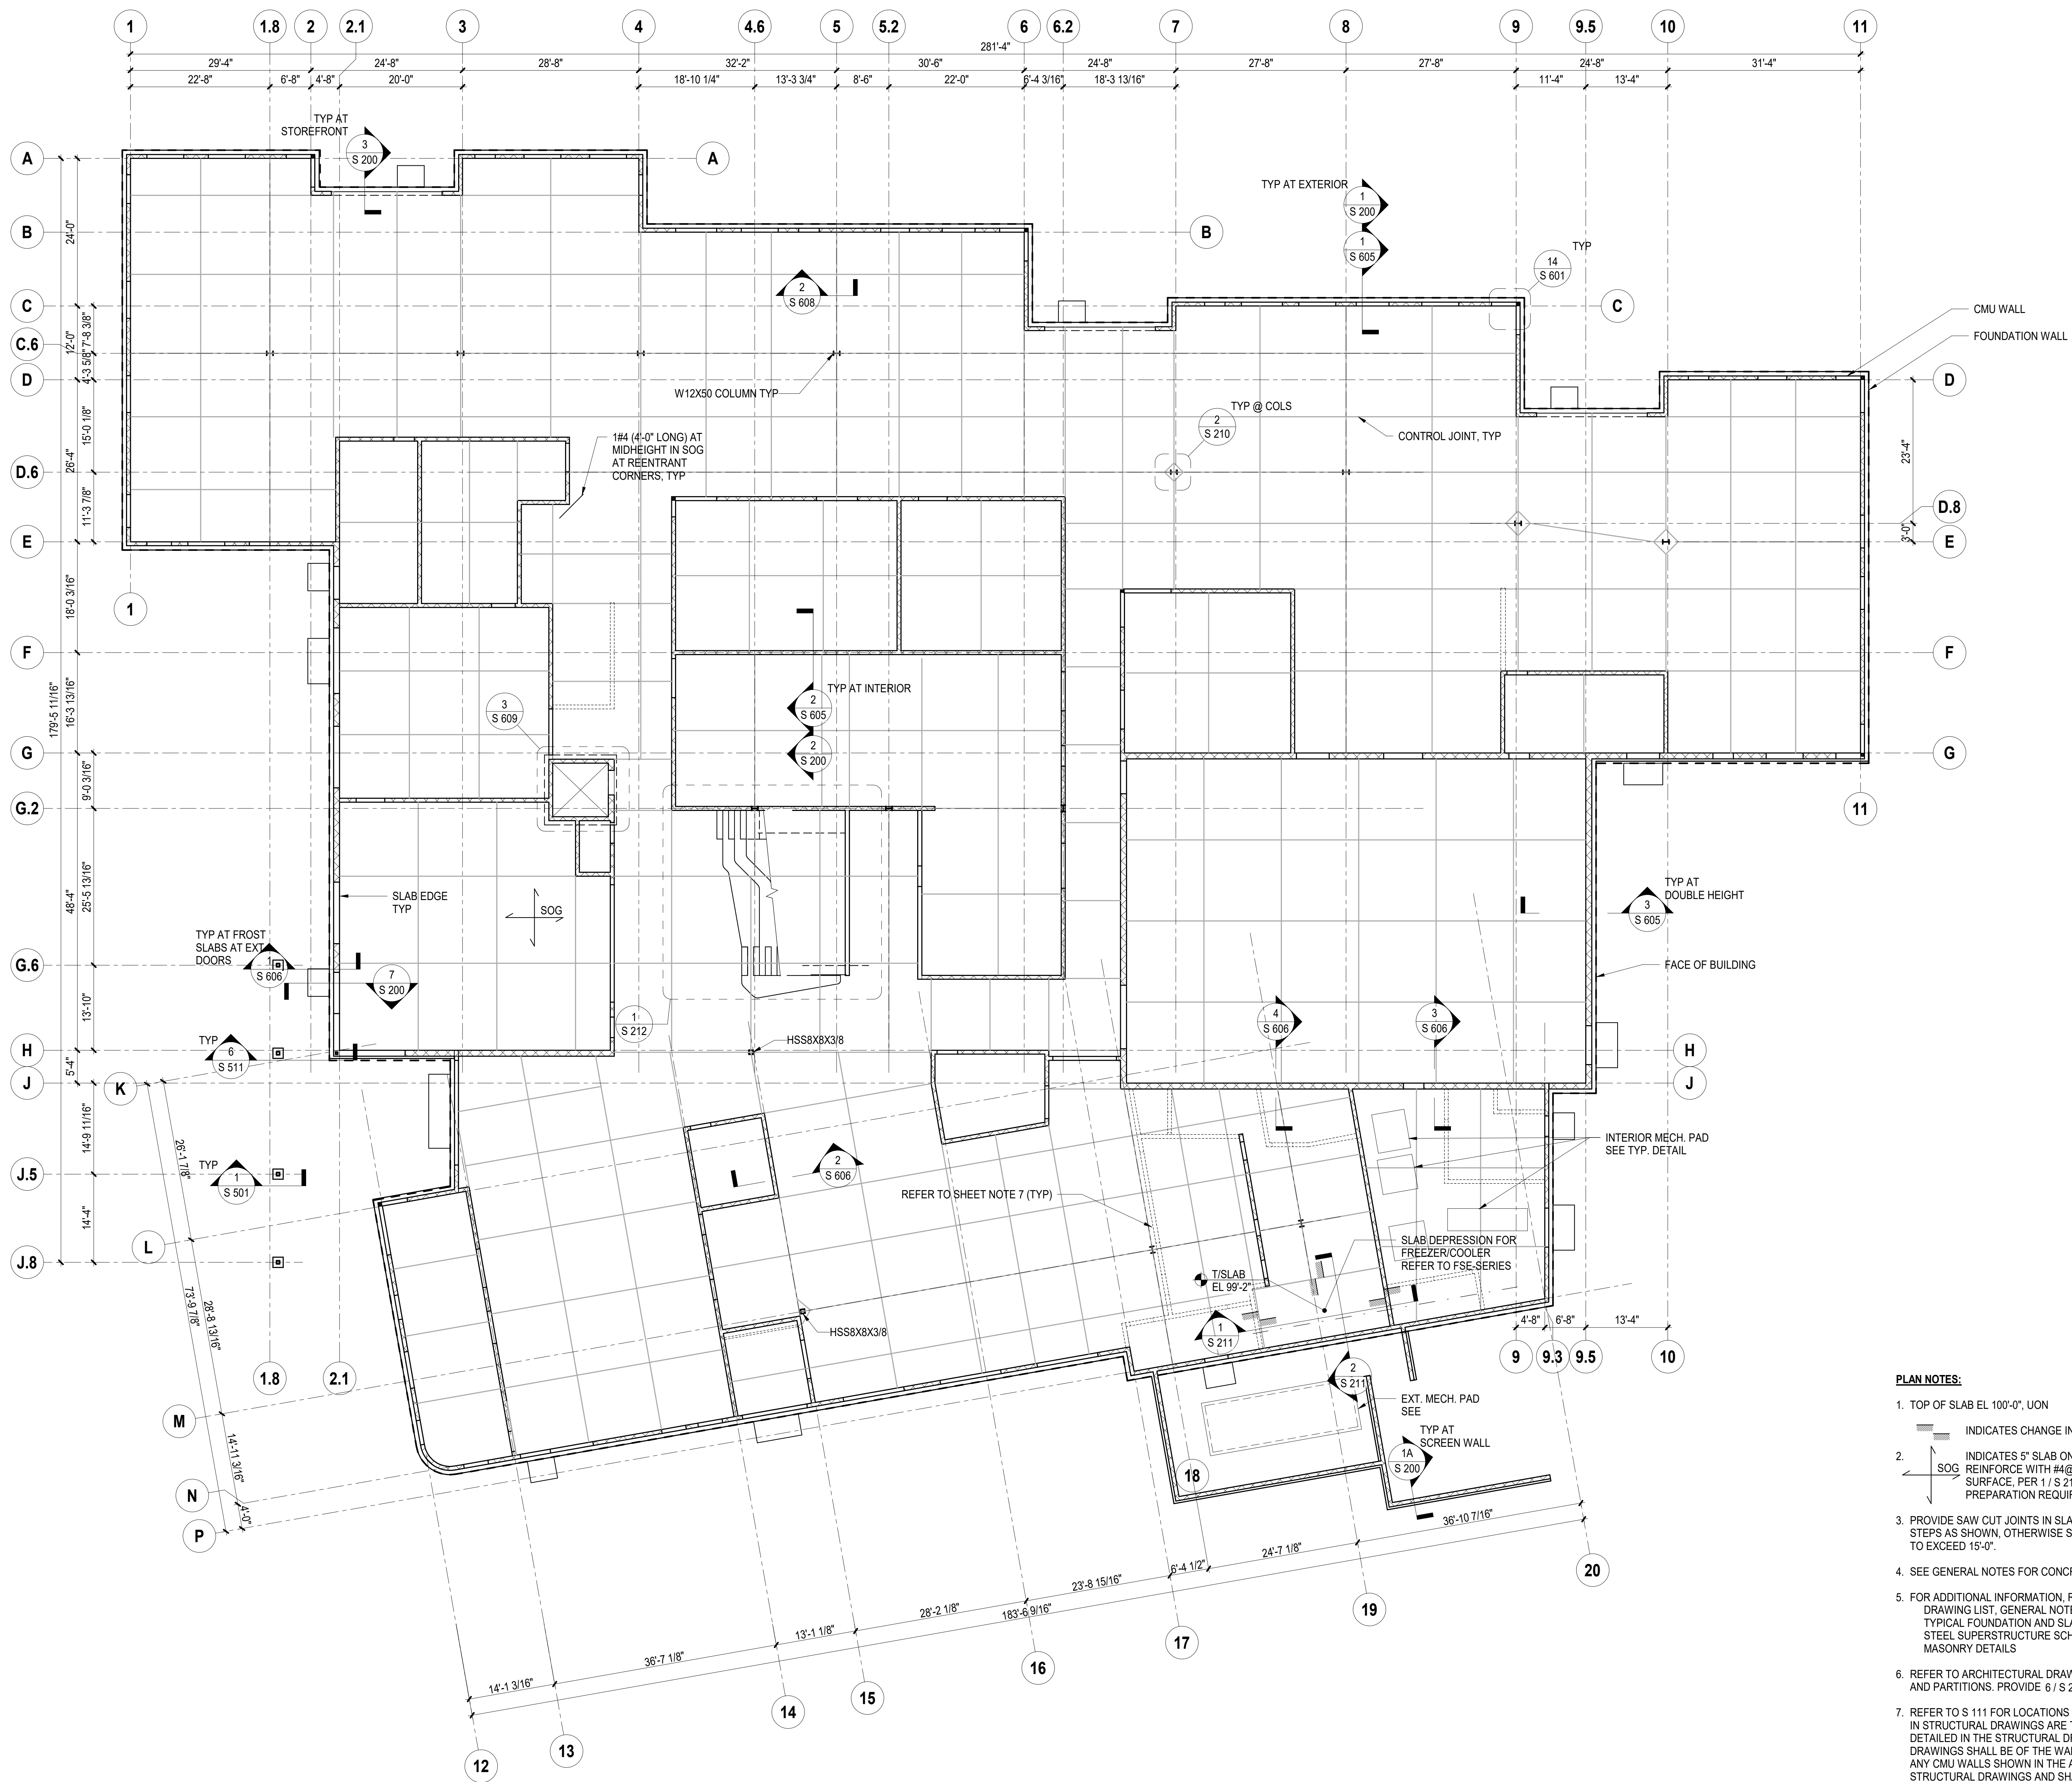 1
1.8
2
2.1
3
4
4.6
5
5.2
6
6.2
7
8
9
9.5
10
11
281'-4"
29'-4"
24'-8"
28'-8"
32'-2"
30'-6"
24'-8"
27'-8"
27'-8"
24'-8"
31'-4"
22'-8"
6'-8"
4'-8"
20'-0"
18'-10 1/4"
13'-3 3/4"
8'-6"
22'-0"
6'-4 3/16"
18'-3 13/16"
11'-4"
13'-4"
TYP AT
STOREFRONT
3
S 200
A
A
TYP AT EXTERIOR
1
S 200
1
S 605
B
24'-0"
B
TYP
14
S 601
2
S 608
C
C
CMU WALL
FOUNDATION WALL
C.6
12'-0"
7'-8 3/8"
4'-3 5/8"
D
D
W12X50 COLUMN TYP
TYP @ COLS
2
S 210
CONTROL JOINT, TYP
1#4 (4'-0" LONG) AT
MIDHEIGHT IN SOG
AT REENTRANT
CORNERS, TYP
15'-0 1/8"
26'-4"
23'-4"
D.6
11'-3 7/8"
D.8
3'-0"
E
E
1
18'-0 3/16"
F
F
179'-5 11/16"
16'-3 13/16"
3
S 609
TYP AT INTERIOR
2
S 605
2
S 200
G
G
9'-0 3/16"
G.2
11
48'-4"
25'-5 13/16"
SLAB EDGE
TYP
SOG
TYP AT
DOUBLE HEIGHT
3
S 605
TYP AT FROST
SLABS AT EXT
DOORS
1
S 606
7
S 200
FACE OF BUILDING
G.6
13'-10"
1
S 212
4
S 606
3
S 606
TYP
6
S 511
HSS8X8X3/8
H
H
5'-4"
J
J
K
14'-9 11/16"
26'-1 7/8"
INTERIOR MECH. PAD
SEE TYP. DETAIL
TYP
1
S 501
2
S 606
J.5
REFER TO SHEET NOTE 7 (TYP)
14'-4"
L
J.8
SLAB DEPRESSION FOR
FREEZER/COOLER
REFER TO FSE-SERIES
T/SLAB
EL 99'-2"
73'-9 7/8"
28'-8 13/16"
HSS8X8X3/8
1
S 211
4'-8"
6'-8"
13'-4"
9
9.3
9.5
10
1.8
2.1
2
S 211
EXT. MECH. PAD
SEE
M
14'-11 3/16"
TYP AT
SCREEN WALL
1A
S 200
18
N
4'-0"
P
36'-10 7/16"
24'-7 1/8"
6'-4 1/2"
23'-8 15/16"
28'-2 1/8"
183'-6 9/16"
13'-1 1/8"
36'-7 1/8"
14'-1 3/16"
20
19
17
16
15
14
13
12
PLAN NOTES:
1. TOP OF SLAB EL 100'-0", UON
INDICATES CHANGE IN
2. INDICATES 5" SLAB ON
SOG REINFORCE WITH #4@
SURFACE, PER 1 / S 21
PREPARATION REQUI
3. PROVIDE SAW CUT JOINTS IN SLA
STEPS AS SHOWN, OTHERWISE S
TO EXCEED 15'-0".
4. SEE GENERAL NOTES FOR CONC
5. FOR ADDITIONAL INFORMATION,
DRAWING LIST, GENERAL NOT
TYPICAL FOUNDATION AND SLA
STEEL SUPERSTRUCTURE SCH
MASONRY DETAILS
6. REFER TO ARCHITECTURAL DRAW
AND PARTITIONS. PROVIDE 6 / S 2
7. REFER TO S 111 FOR LOCATIONS
IN STRUCTURAL DRAWINGS ARE
DETAILED IN THE STRUCTURAL
DRAWINGS SHALL BE OF THE WA
ANY CMU WALLS SHOWN IN THE
STRUCTURAL DRAWINGS AND SH